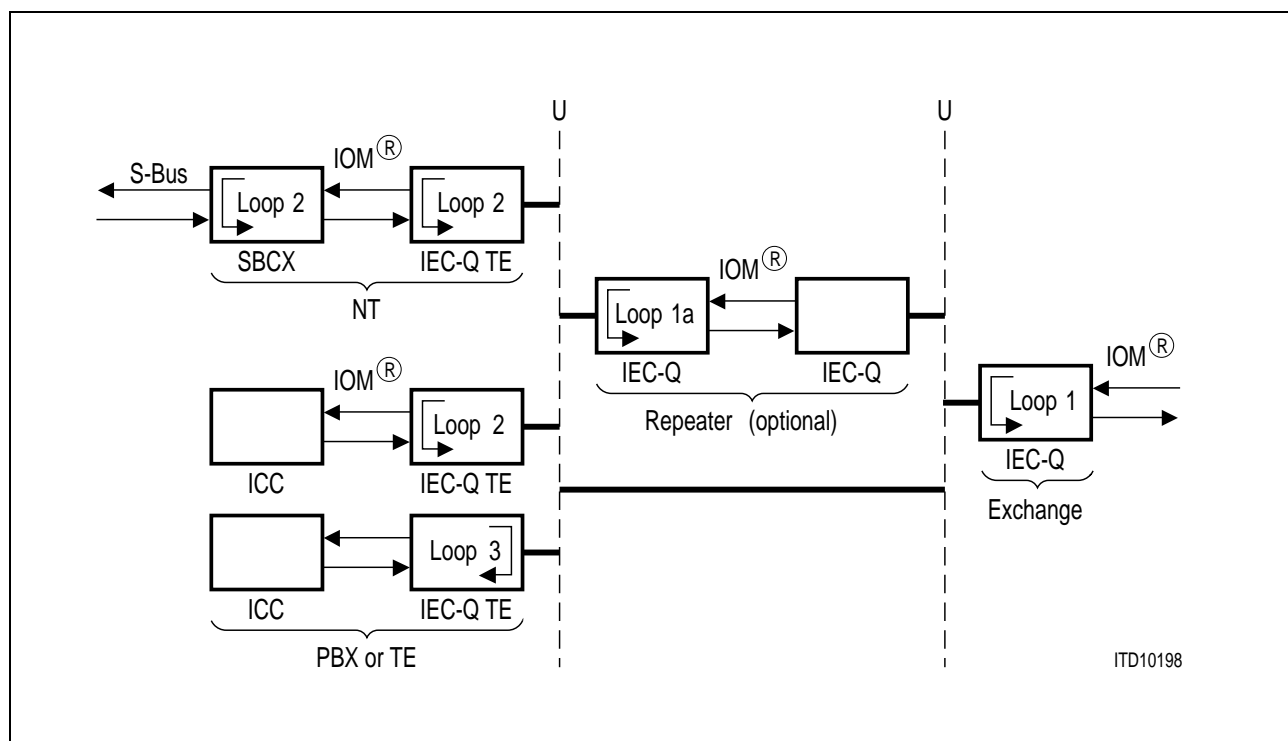 U
U
S-Bus
IOM®
Loop 2
Loop 2
SBCX
IEC-Q TE
NT
IOM®
Loop 1a
IEC-Q
IEC-Q
Repeater (optional)
IOM®
Loop 1
IEC-Q
Exchange
IOM®
Loop 2
ICC
IEC-Q TE
Loop 3
ICC
IEC-Q TE
PBX or TE
ITD10198